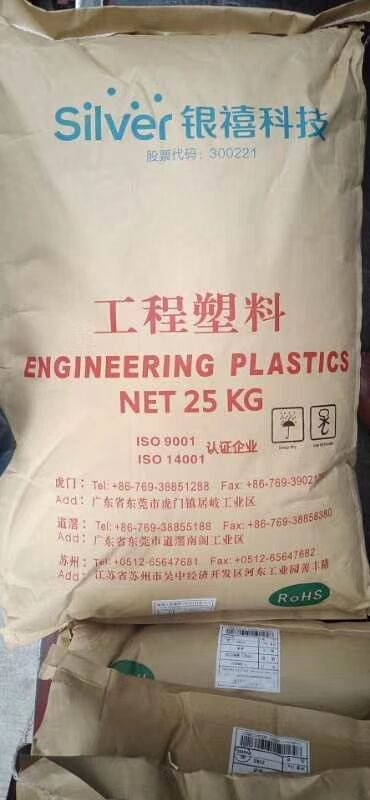 Silver 银禧科技
股票代码：300221
工程塑料
ENGINEERING PLASTICS
NET 25 KG
ISO 9001
ISO 14001
认证企业
虎门：Tel: +86-769-38851288 Fax: +86-769-39021
Add：广东省东莞市虎门镇居岐工业区
道滘：Tel: +86-769-38855188 Fax: +86-769-38858380
Add：广东省东莞市道滘南阁工业区
苏州：Tel: +0512-65647681 Fax: +0512-65647682
Add：江苏省苏州市吴中经济开发区河东工业园善丰路
RoHS